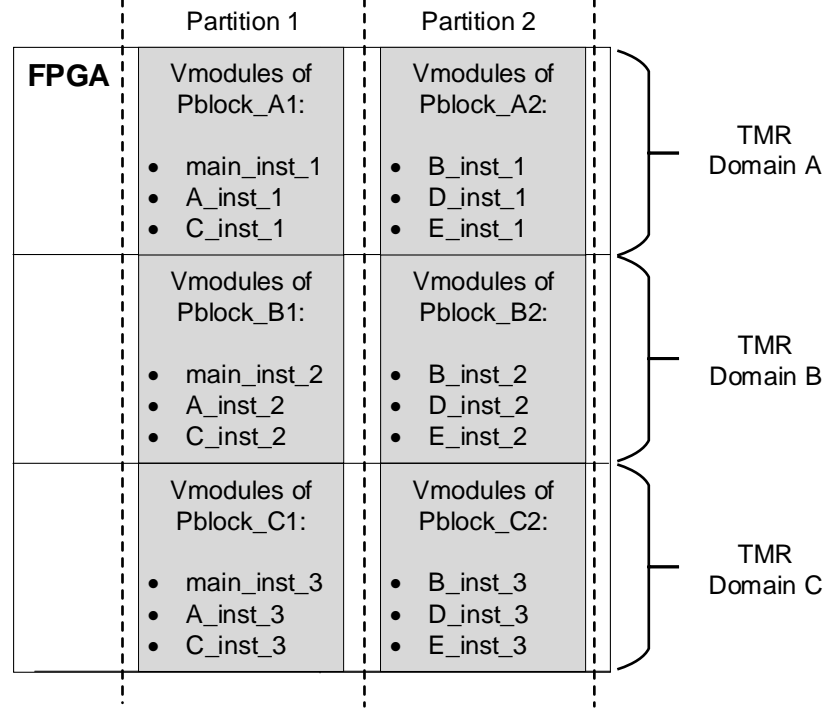 Partition 1
Partition 2
FPGA
Vmodules of
Pblock_A1:
• main_inst_1
• A_inst_1
• C_inst_1
Vmodules of
Pblock_A2:
• B_inst_1
• D_inst_1
• E_inst_1
TMR
Domain A
Vmodules of
Pblock_B1:
• main_inst_2
• A_inst_2
• C_inst_2
Vmodules of
Pblock_B2:
• B_inst_2
• D_inst_2
• E_inst_2
TMR
Domain B
Vmodules of
Pblock_C1:
• main_inst_3
• A_inst_3
• C_inst_3
Vmodules of
Pblock_C2:
• B_inst_3
• D_inst_3
• E_inst_3
TMR
Domain C